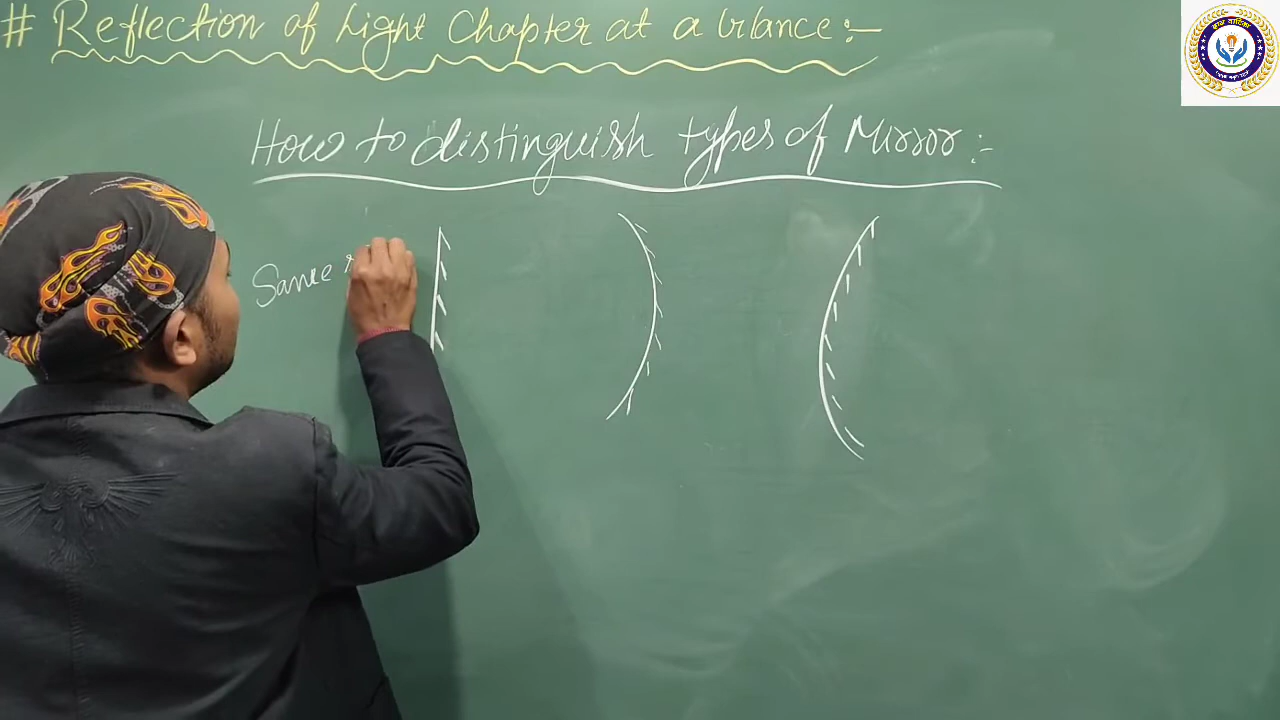 # Reflection of Light Chapter at a Glance :-
How to distinguish types of Mirror :-
Same